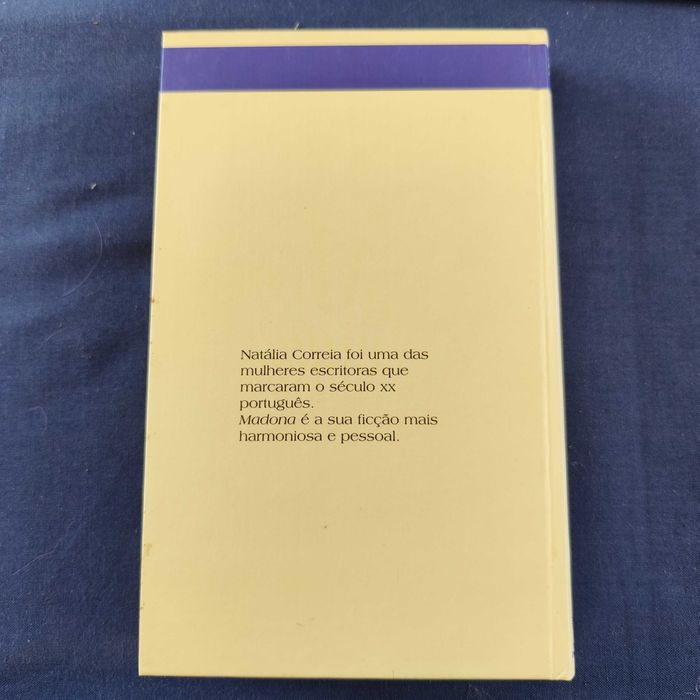 Natália Correia foi uma das
mulheres escritoras que
marcaram o século xx
português.
Madona é a sua ficção mais
harmoniosa e pessoal.